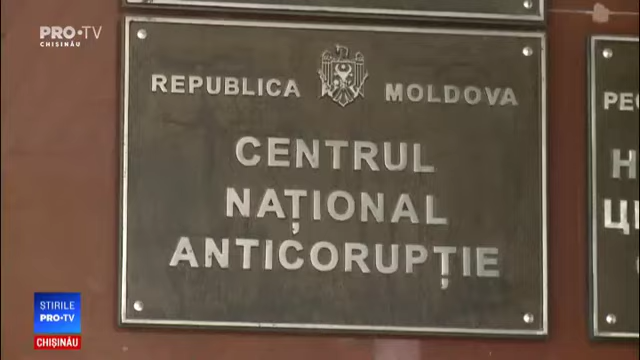 PRO TV
CHIȘINĂU
REPUBLICA MOLDOVA
CENTRUL
NAȚIONAL
ANTICORUPȚIE
STIRILE
PRO TV
CHIȘINĂU